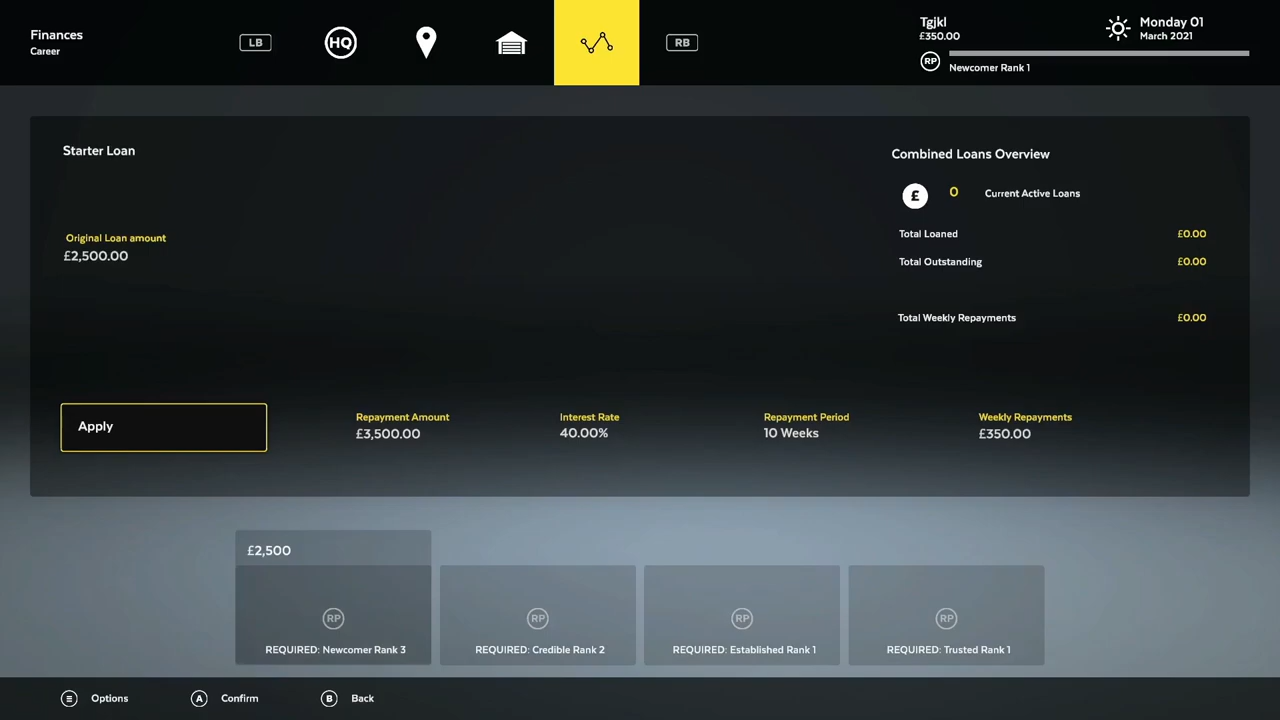 Finances
Career
LB
HQ
RB
Tgjkl
£350.00
RP
Newcomer Rank 1
Monday 01
March 2021
Starter Loan
Original Loan amount
£2,500.00
Combined Loans Overview
£ 0 Current Active Loans
Total Loaned £0.00
Total Outstanding £0.00
Total Weekly Repayments £0.00
Apply
Repayment Amount
£3,500.00
Interest Rate
40.00%
Repayment Period
10 Weeks
Weekly Repayments
£350.00
£2,500
RP
REQUIRED: Newcomer Rank 3
RP
REQUIRED: Credible Rank 2
RP
REQUIRED: Established Rank 1
RP
REQUIRED: Trusted Rank 1
Options
A Confirm
B Back